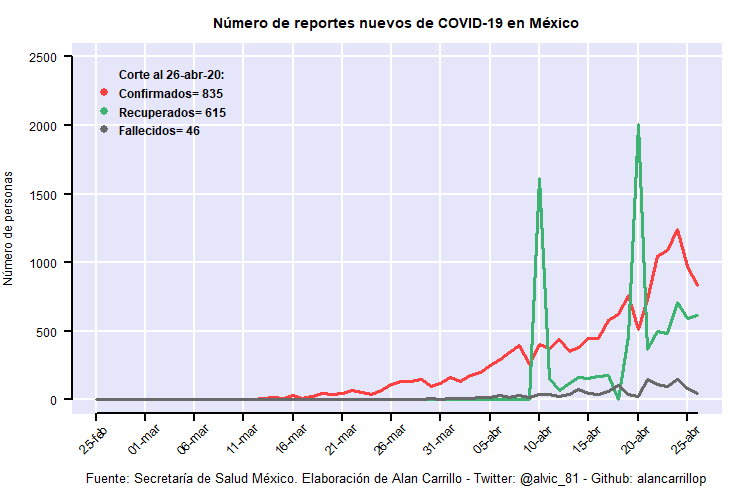 Número de reportes nuevos de COVID-19 en México
Número de personas
2500
2000
1500
1000
500
0
Corte al 26-abr-20:
Confirmados= 835
Recuperados= 615
Fallecidos= 46
25-feb
01-mar
06-mar
11-mar
16-mar
21-mar
26-mar
31-mar
05-abr
10-abr
15-abr
20-abr
25-abr
Fuente: Secretaría de Salud México. Elaboración de Alan Carrillo - Twitter: @alvic_81 - Github: alancarrillop